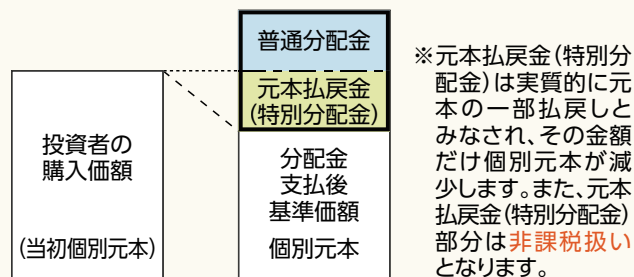 投資者の
購入価額
(当初個別元本)
普通分配金
元本払戻金
(特別分配金)
分配金
支払後
基準価額
個別元本
※元本払戻金(特別分
配金)は実質的に元
本の一部払戻しと
みなされ、その金額
だけ個別元本が減
少します。また、元本
払戻金(特別分配金)
部分は非課税扱い
となります。